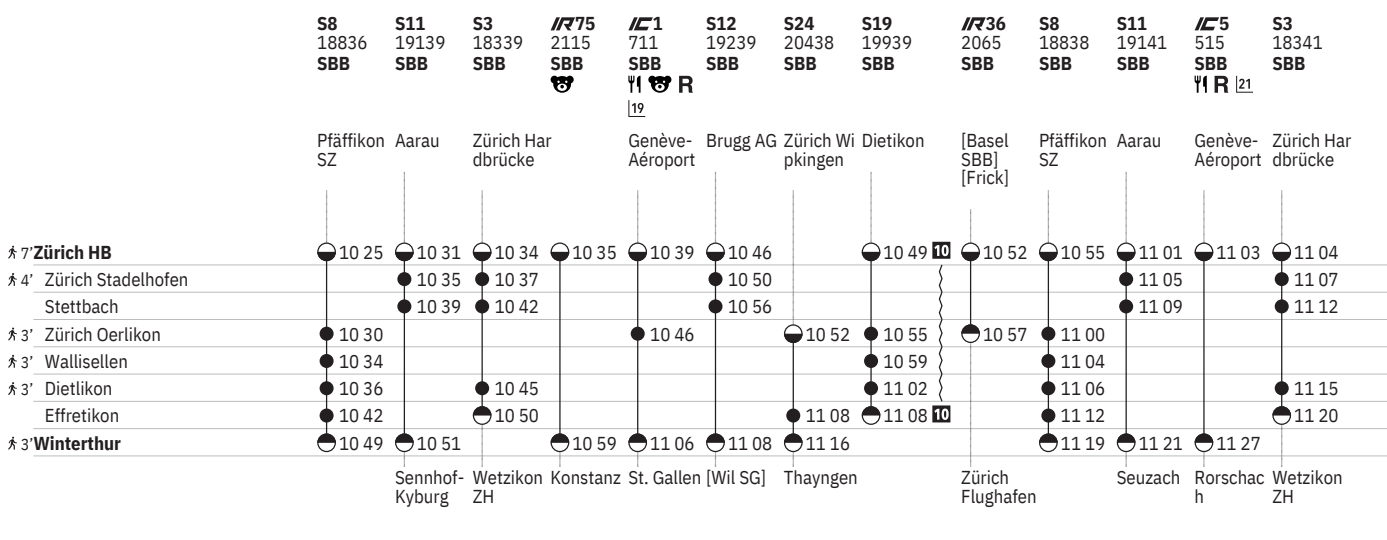 S8 S11 S3 IR75 IC1 S12 S24 S19 IR36 S8 S11 IC5 S3
18836 19139 18339 2115 711 19239 20438 19939 2065 18838 19141 515 18341
SBB SBB SBB SBB SBB SBB SBB SBB SBB SBB SBB SBB SBB
R R 21
19
Pfäffikon Aarau Zürich Har Genève- Brugg AG Zürich Wi Dietikon [Basel Pfäffikon Aarau Genève- Zürich Har
SZ dbrücke Aéroport pkingen SBB] SZ Aéroport dbrücke
[Frick]
7' Zürich HB 10 25 10 31 10 34 10 35 10 39 10 46 10 49 10 10 52 10 55 11 01 11 03 11 04
4' Zürich Stadelhofen 10 35 10 37 10 50 11 05 11 07
Stettbach 10 39 10 42 10 56 11 09 11 12
3' Zürich Oerlikon 10 30 10 46 10 52 10 55 10 57 11 00
3' Wallisellen 10 34 10 59 11 04
3' Dietlikon 10 36 10 45 11 02 11 06 11 15
Effretikon 10 42 10 50 11 08 11 08 10 11 12 11 20
3' Winterthur 10 49 10 51 10 59 11 06 11 08 11 16 11 19 11 21 11 27
Sennhof- Wetzikon Konstanz St. Gallen [Wil SG] Thayngen Zürich Seuzach Rorschac Wetzikon
Kyburg ZH Flughafen h ZH